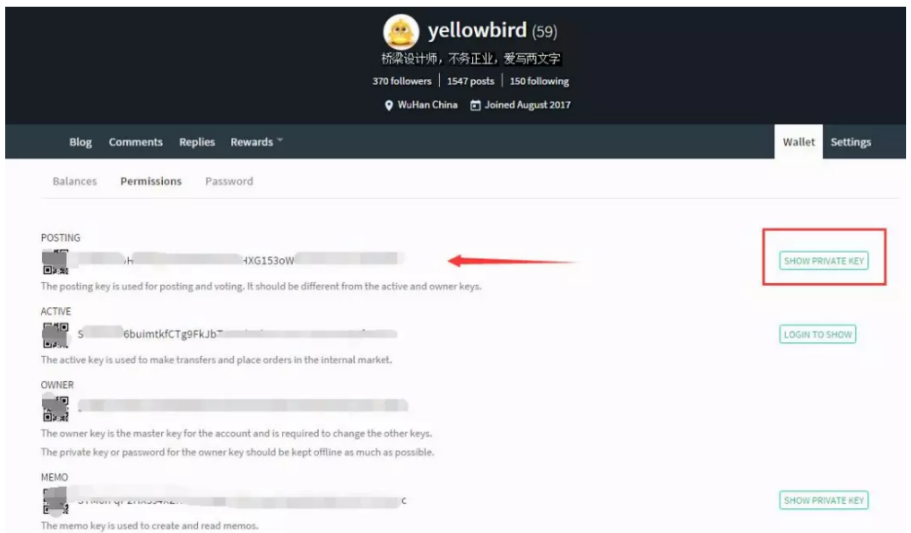 yellowbird (59)
桥梁设计师，不务正业，爱写两文字
370 followers | 1547 posts | 150 following
WuHan China Joined August 2017
Blog Comments Replies Rewards Wallet Settings
Balances Permissions Password
POSTING
HXG153oW SHOW PRIVATE KEY
The posting key is used for posting and voting. It should be different from the active and owner keys.
ACTIVE
6buimtkfCTg9FkJbT LOGIN TO SHOW
The active key is used to make transfers and place orders in the internal market.
OWNER
The owner key is the master key for the account and is required to change the other keys.
The private key or password for the owner key should be kept offline as much as possible.
MEMO
SHOW PRIVATE KEY
The memo key is used to create and read memos.